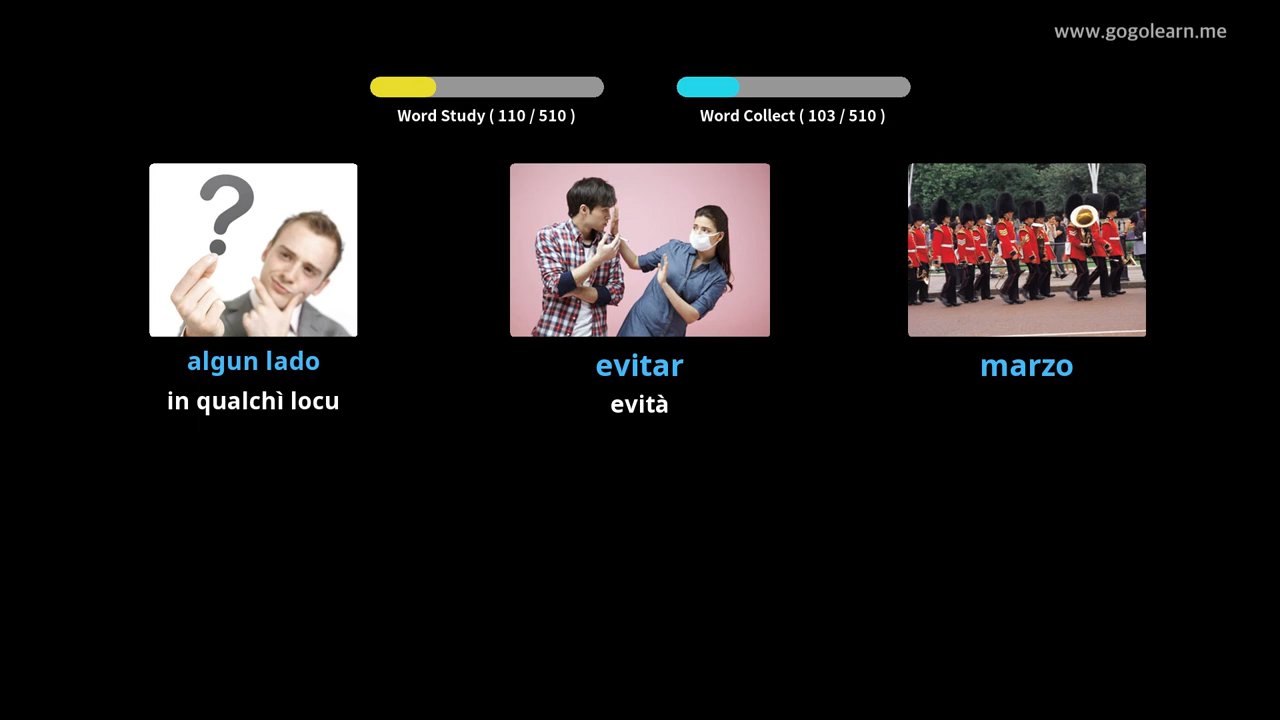 www.gogolearn.me
Word Study ( 110 / 510 )
Word Collect ( 103 / 510 )
algun lado
in qualchì locu
evitar
evità
marzo